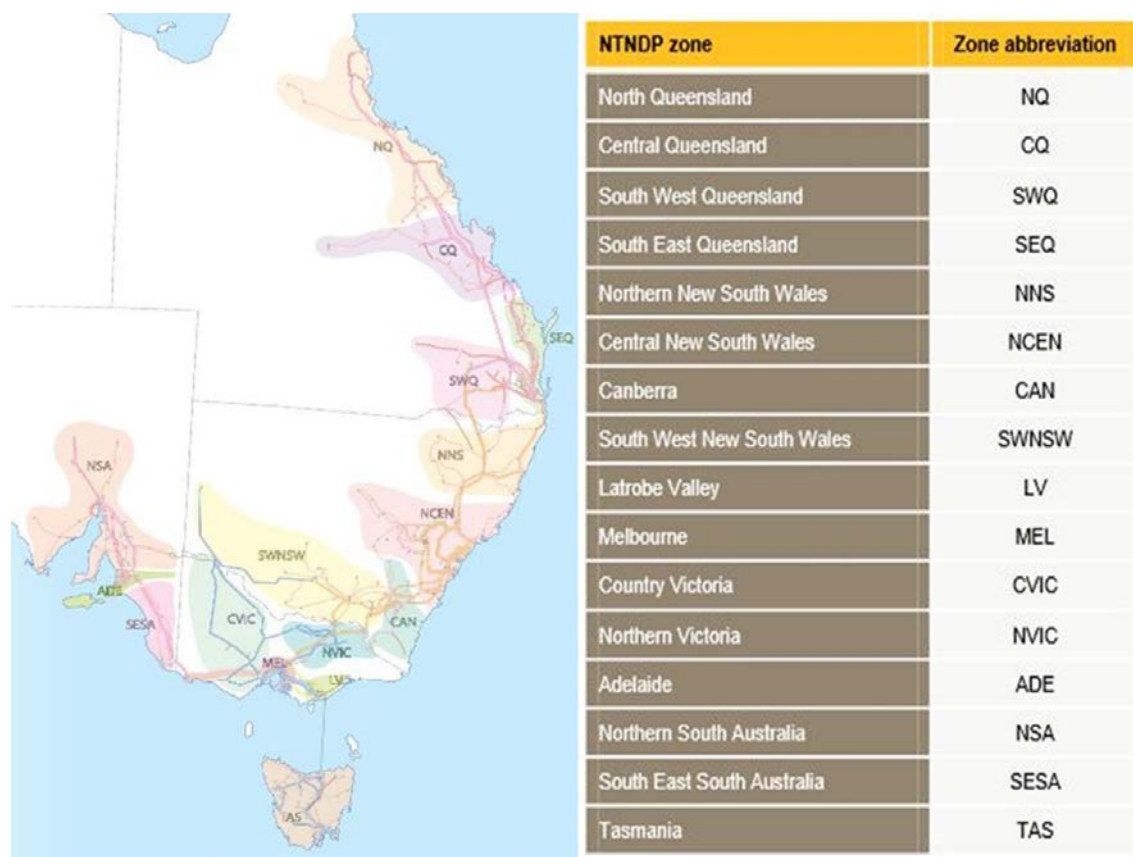 NQ
CQ
SEQ
SWQ
NNS
NSA
NCEN
SWNSW
ADE
SESA
CVIC
CAN
NVIC
MEL
LV
AS
NTNDP zone Zone abbreviation
North Queensland NQ
Central Queensland CQ
South West Queensland SWQ
South East Queensland SEQ
Northern New South Wales NNS
Central New South Wales NCEN
Canberra CAN
South West New South Wales SWNSW
Latrobe Valley LV
Melbourne MEL
Country Victoria CVIC
Northern Victoria NVIC
Adelaide ADE
Northern South Australia NSA
South East South Australia SESA
Tasmania TAS